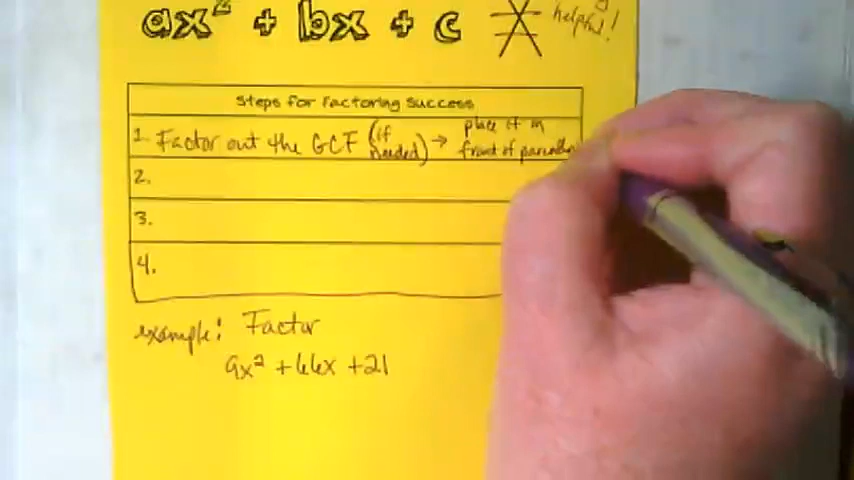 ax² + bx + c
helpful!
Steps for Factoring Success
1. Factor out the GCF (if needed) → place it in front of
2.
3.
4.
example: Factor
9x² + 66x + 21